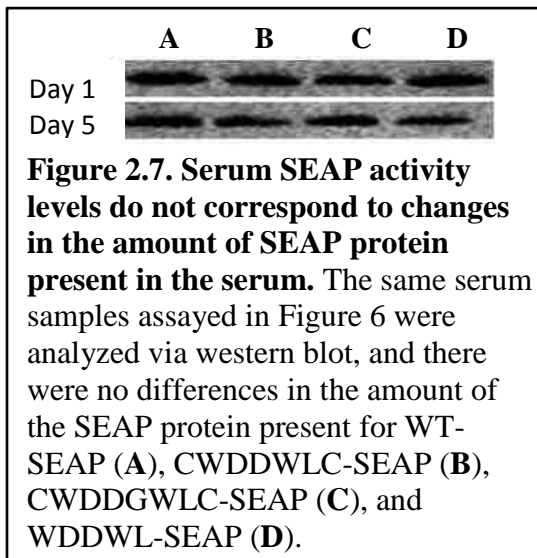 A B C D
Day 1
Day 5
Figure 2.7. Serum SEAP activity
levels do not correspond to changes
in the amount of SEAP protein
present in the serum. The same serum
samples assayed in Figure 6 were
analyzed via western blot, and there
were no differences in the amount of
the SEAP protein present for WT-
SEAP (A), CWDDWLC-SEAP (B),
CWDDGWLC-SEAP (C), and
WDDWL-SEAP (D).